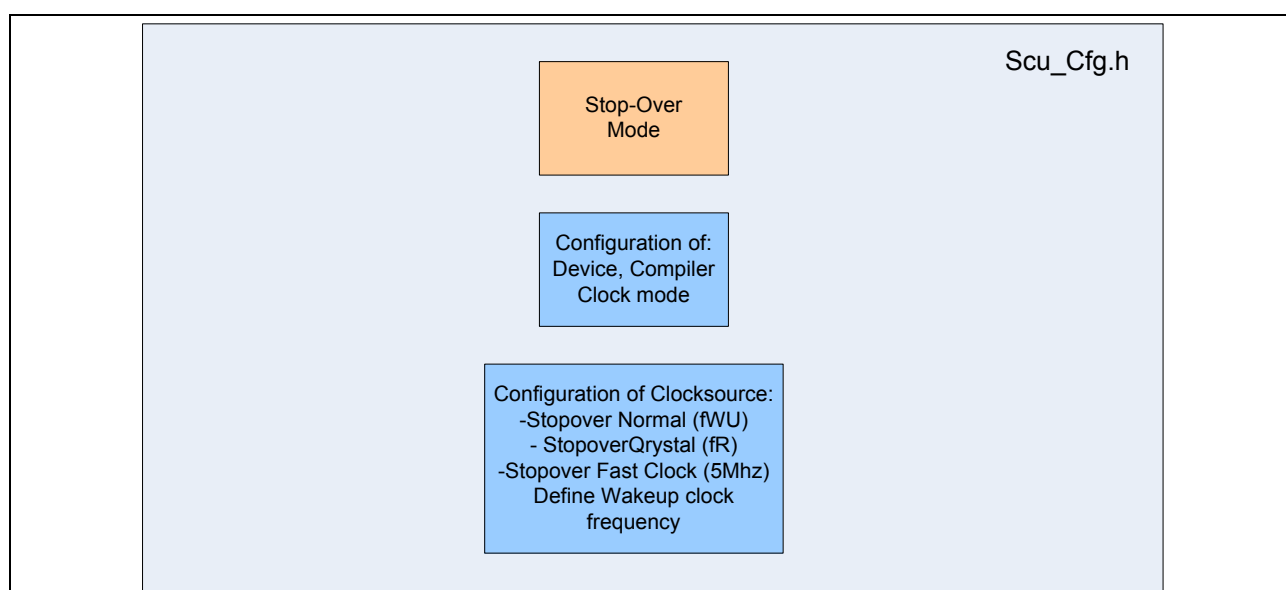 Scu_Cfg.h
Stop-Over
Mode
Configuration of:
Device, Compiler
Clock mode
Configuration of Clocksource:
-Stopover Normal (fWU)
- StopoverQrystal (fR)
-Stopover Fast Clock (5Mhz)
Define Wakeup clock
frequency